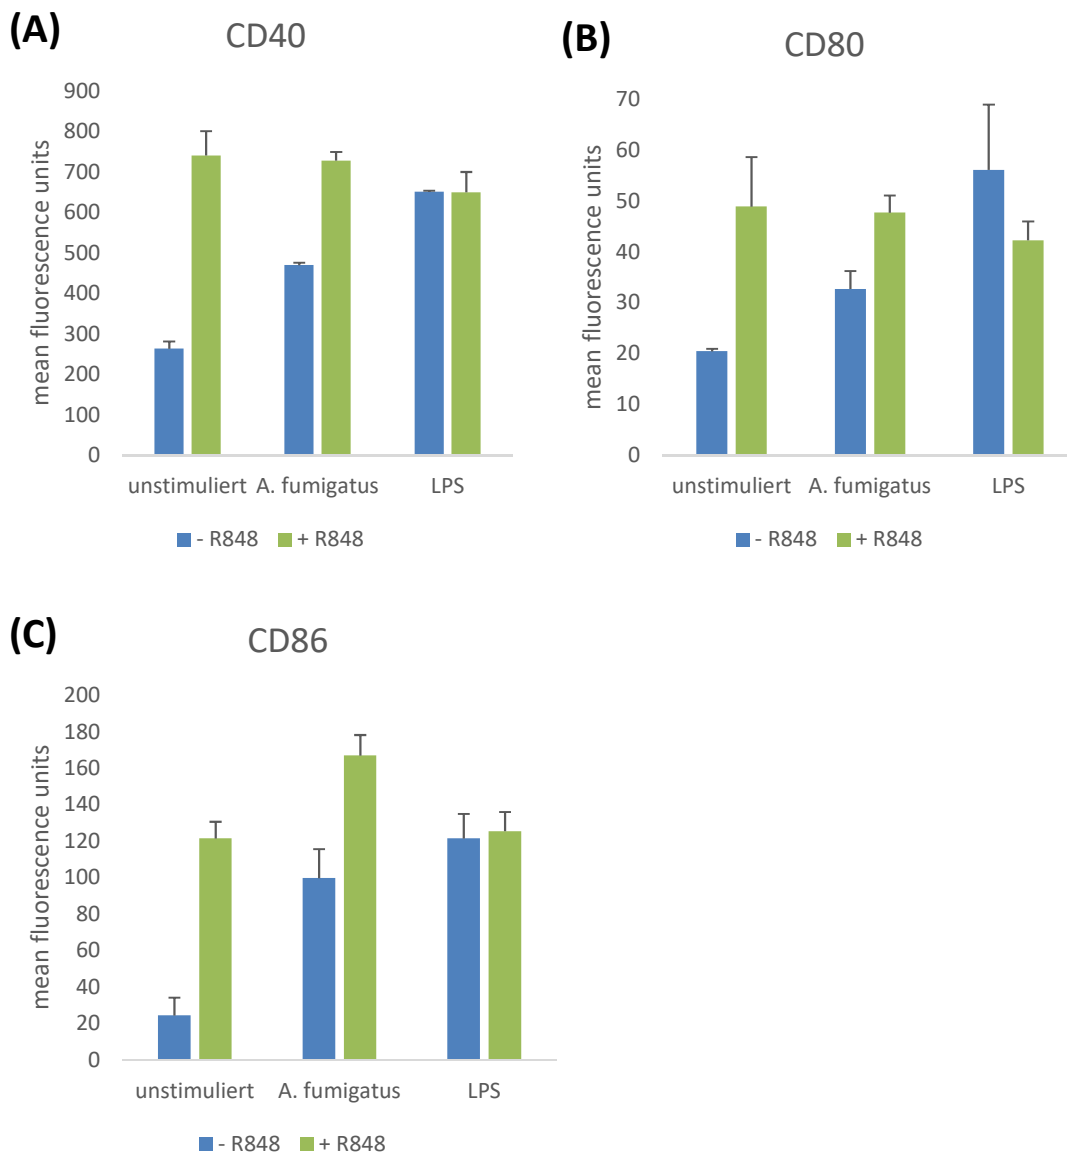 (A)
CD40
mean fluorescence units
900
800
700
600
500
400
300
200
100
0
unstimuliert A. fumigatus LPS
- R848 + R848
(B)
CD80
mean fluorescence units
70
60
50
40
30
20
10
0
unstimuliert A. fumigatus LPS
- R848 + R848
(C)
CD86
mean fluorescence units
200
180
160
140
120
100
80
60
40
20
0
unstimuliert A. fumigatus LPS
- R848 + R848